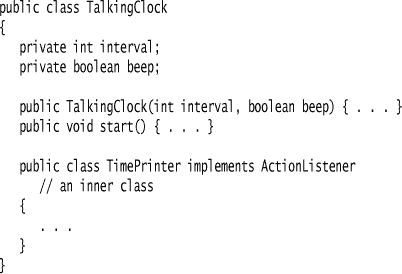 public class TalkingClock
{
private int interval;
private boolean beep;
public TalkingClock(int interval, boolean beep) { . . . }
public void start() { . . . }
public class TimePrinter implements ActionListener
// an inner class
{
. . .
}
}